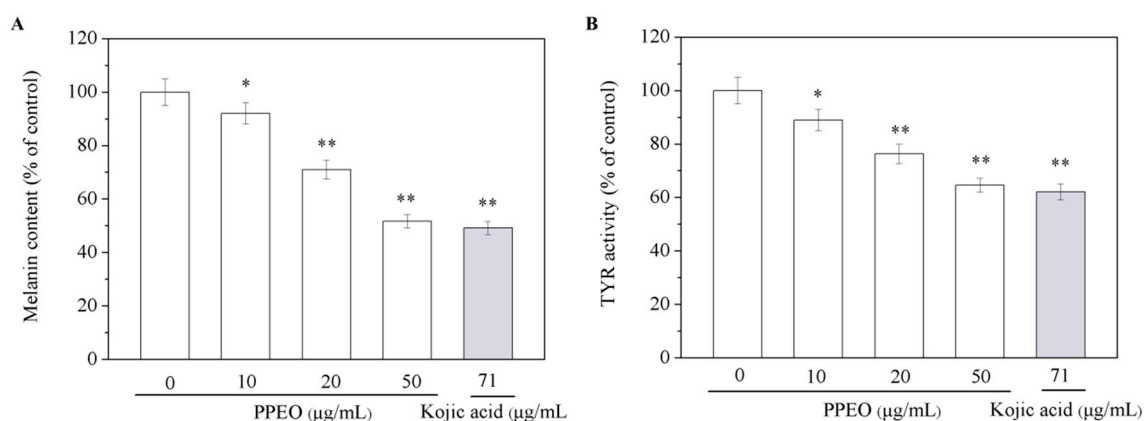 A
Melanin content (% of control)
120
100
80
60
40
20
0
*
**
**
**
0 10 20 50 71
PPEO (μg/mL) Kojic acid (μg/mL
B
TYR activity (% of control)
120
100
80
60
40
20
0
*
**
**
**
0 10 20 50 71
PPEO (μg/mL) Kojic acid (μg/mL)